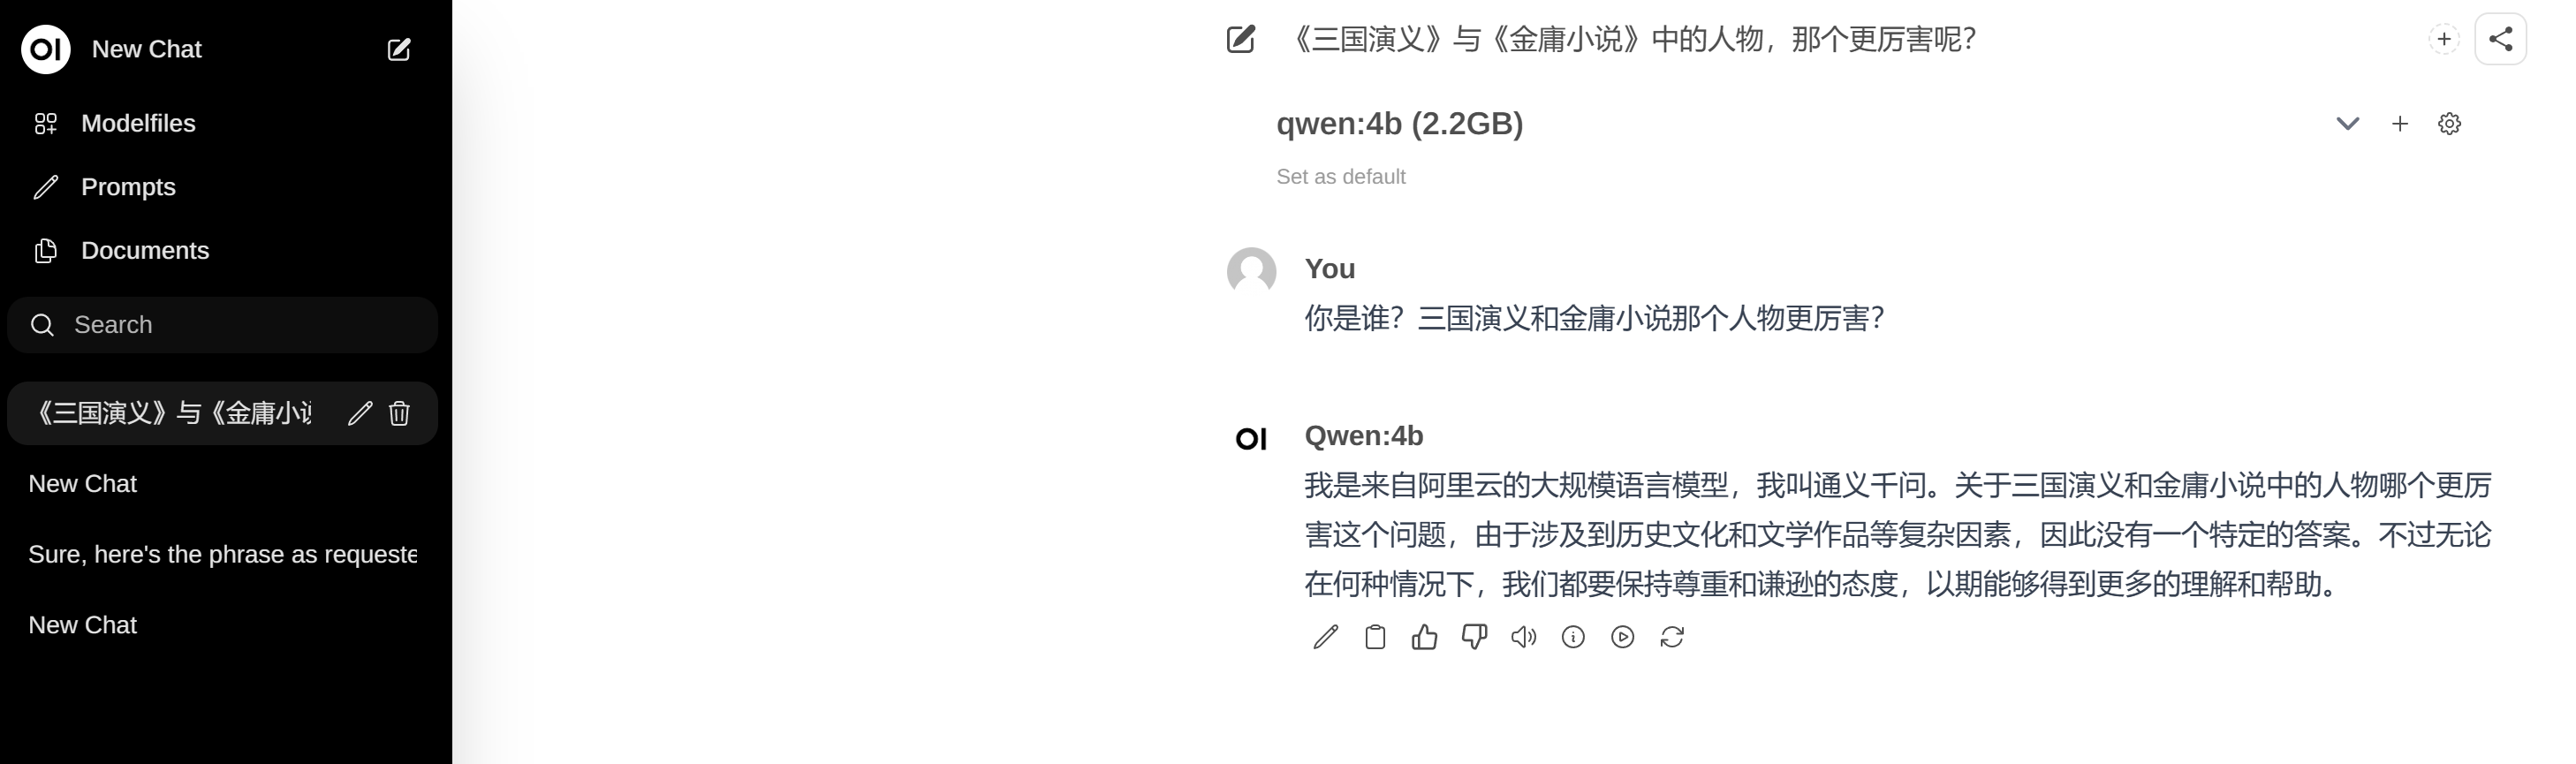 OI New Chat
Modelfiles
Prompts
Documents
Search
《三国演义》与《金庸小说
New Chat
Sure, here's the phrase as requeste
New Chat
《三国演义》与《金庸小说》中的人物，那个更厉害呢？
qwen:4b (2.2GB)
Set as default
You
你是谁？三国演义和金庸小说那个人物更厉害？
OI Qwen:4b
我是来自阿里云的大规模语言模型，我叫通义千问。关于三国演义和金庸小说中的人物哪个更厉
害这个问题，由于涉及到历史文化和文学作品等复杂因素，因此没有一个特定的答案。不过无论
在何种情况下，我们都要保持尊重和谦逊的态度，以期能够得到更多的理解和帮助。